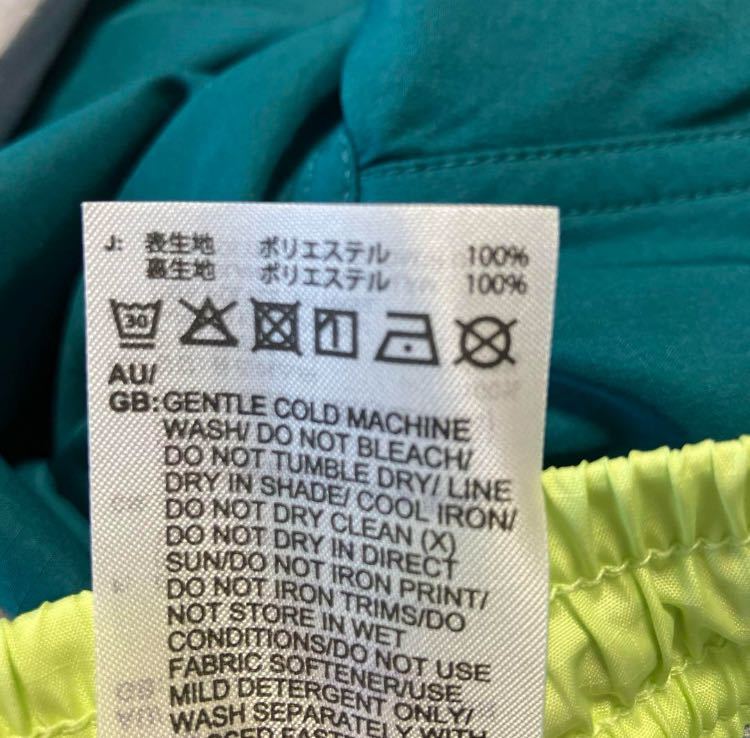 J: 表生地 ポリエステル 100%
裏生地 ポリエステル 100%
30
AU/
GB: GENTLE COLD MACHINE
WASH/ DO NOT BLEACH/
DO NOT TUMBLE DRY/ LINE
DRY IN SHADE/ COOL IRON/
DO NOT DRY CLEAN (X)
DO NOT DRY IN DIRECT
SUN/DO NOT IRON PRINT/
DO NOT IRON TRIMS/DO
NOT STORE IN WET
CONDITIONS/DO NOT USE
FABRIC SOFTENER/USE
MILD DETERGENT ONLY/
WASH SEPARATELY WITH